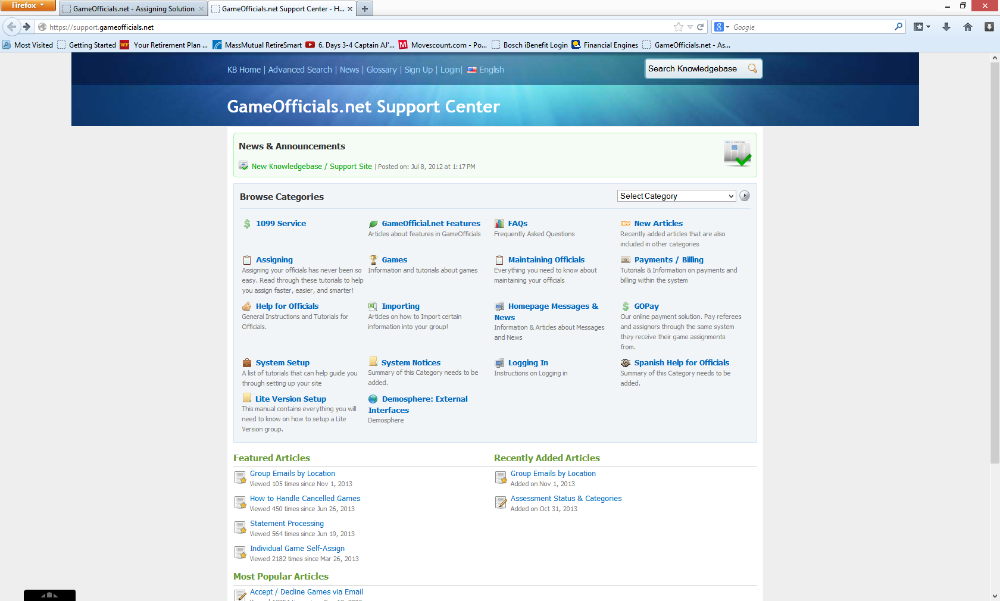 Firefox
GameOfficials.net - Assigning Solution
GameOfficials.net Support Center - H...
https://support.gameofficials.net
Google
Most Visited
Getting Started
WF Your Retirement Plan ...
MassMutual RetireSmart
6. Days 3-4 Captain AJ'...
M Movescount.com - Po...
Bosch iBenefit Login
Financial Engines
GameOfficials.net - As...
KB Home | Advanced Search | News | Glossary | Sign Up | Login| English
Search Knowledgebase
GameOfficials.net Support Center
News & Announcements
New Knowledgebase / Support Site | Posted on: Jul 8, 2012 at 1:17 PM
Browse Categories
Select Category
1099 Service
GameOfficial.net Features
Articles about features in GameOfficials
FAQs
Frequently Asked Questions
NEW New Articles
Recently added articles that are also
included in other categories
Assigning
Assigning your officials has never been so
easy. Read through these tutorials to help
you assign faster, easier, and smarter!
Games
Information and tutorials about games
Maintaining Officials
Everything you need to know about
maintaining your officials
Payments / Billing
Tutorials & Information on payments and
billing within the system
Help for Officials
General Instructions and Tutorials for
Officials.
Importing
Articles on how to Import certain
information into your group!
Homepage Messages &
News
Information & Articles about Messages
and News
GOPay
Our online payment solution. Pay referees
and assignors through the same system
they receive their game assignments
from.
System Setup
A list of tutorials that can help guide you
through setting up your site
System Notices
Summary of this Category needs to be
added.
Logging In
Instructions on Logging in
Spanish Help for Officials
Summary of this Category needs to be
added.
Lite Version Setup
This manual contains everything you will
need to know on how to setup a Lite
Version group.
Demosphere: External
Interfaces
Demosphere
Featured Articles
Group Emails by Location
Viewed 105 times since Nov 1, 2013
How to Handle Cancelled Games
Viewed 450 times since Jun 26, 2013
Statement Processing
Viewed 564 times since Jun 19, 2013
Individual Game Self-Assign
Viewed 2182 times since Mar 26, 2013
Recently Added Articles
Group Emails by Location
Added on Nov 1, 2013
Assessment Status & Categories
Added on Oct 31, 2013
Most Popular Articles
Accept / Decline Games via Email